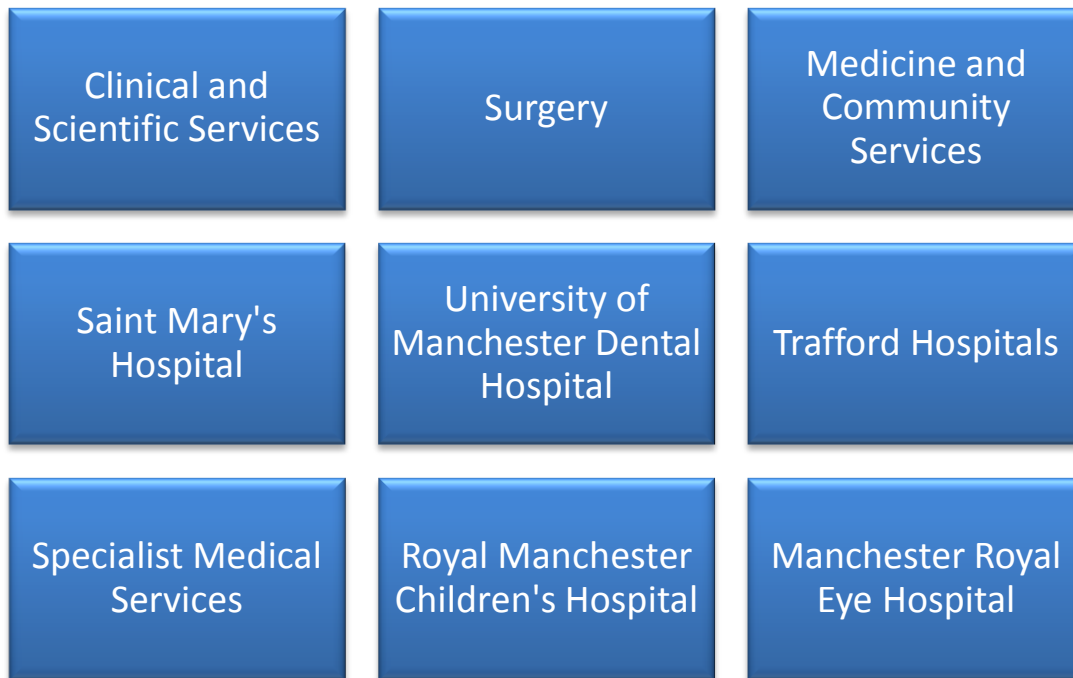 Clinical and
Scientific Services
Surgery
Medicine and
Community
Services
Saint Mary's
Hospital
University of
Manchester Dental
Hospital
Trafford Hospitals
Specialist Medical
Services
Royal Manchester
Children's Hospital
Manchester Royal
Eye Hospital